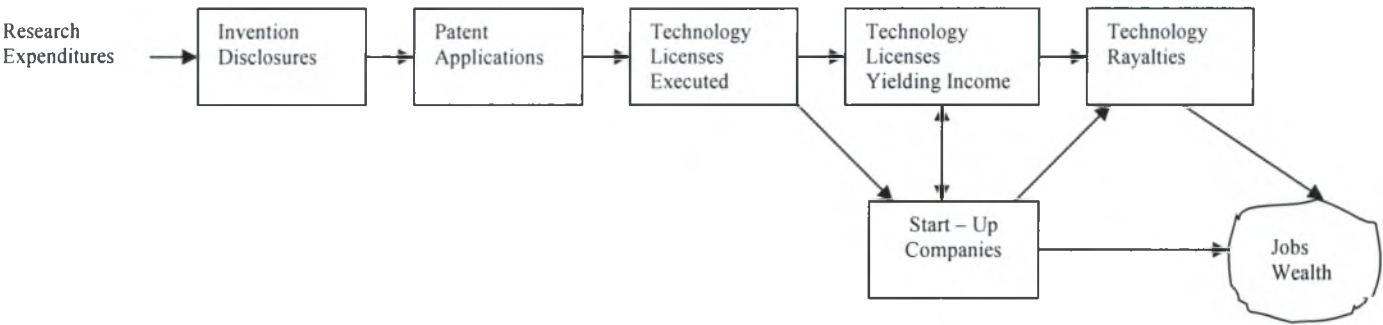 Research
Expenditures
Invention
Disclosures
Patent
Applications
Technology
Licenses
Executed
Technology
Licenses
Yielding Income
Technology
Rayalties
Start – Up
Companies
Jobs
Wealth